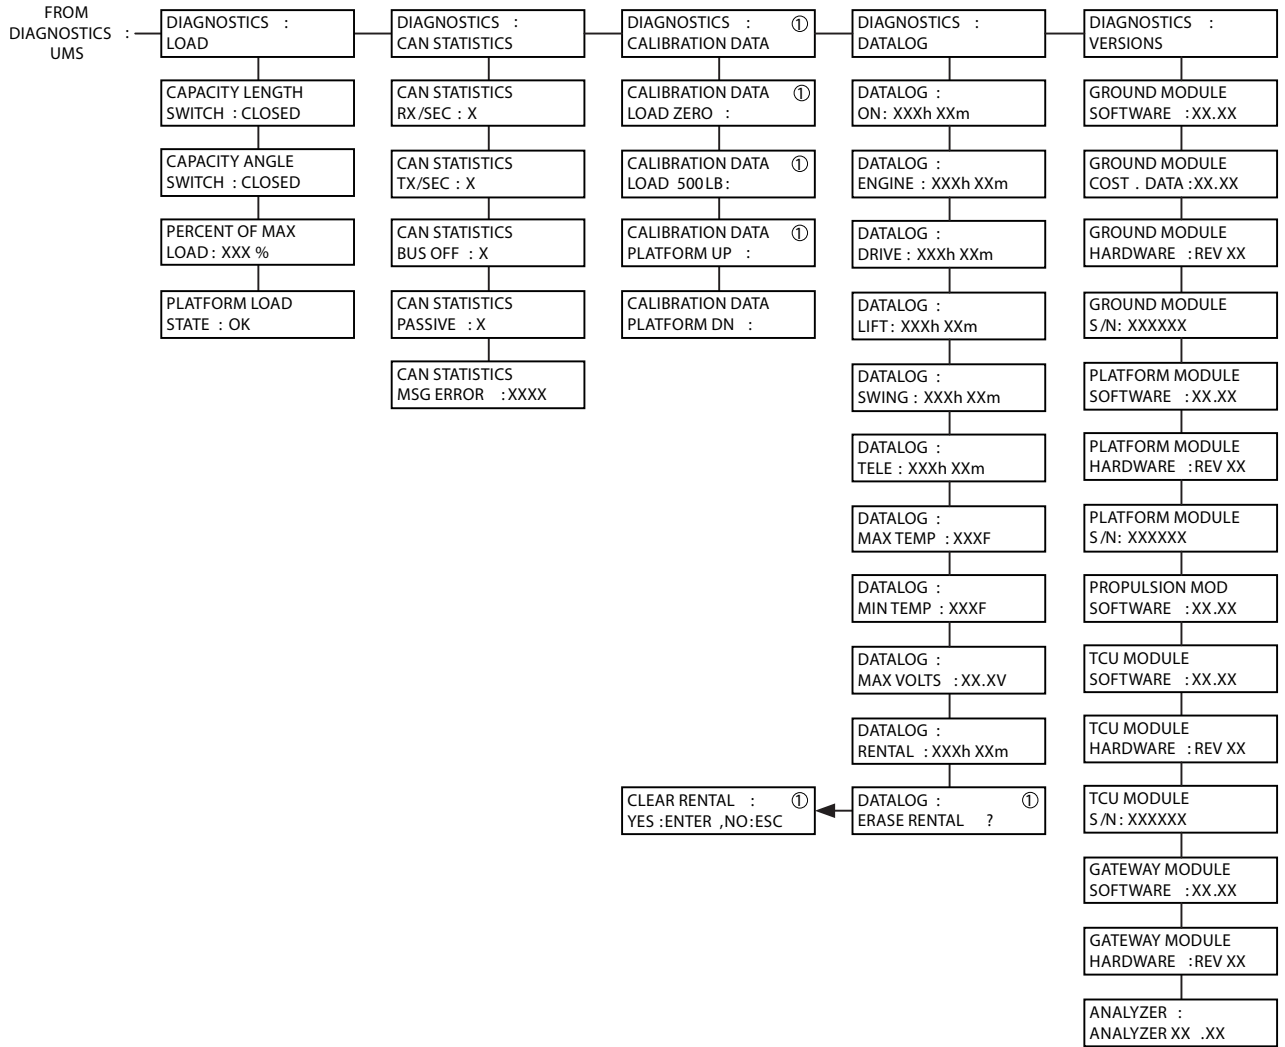 FROM
DIAGNOSTICS :
UMS
DIAGNOSTICS :
LOAD
CAPACITY LENGTH
SWITCH : CLOSED
CAPACITY ANGLE
SWITCH : CLOSED
PERCENT OF MAX
LOAD : XXX %
PLATFORM LOAD
STATE : OK
DIAGNOSTICS :
CAN STATISTICS
CAN STATISTICS
RX/SEC : X
CAN STATISTICS
TX/SEC : X
CAN STATISTICS
BUS OFF : X
CAN STATISTICS
PASSIVE : X
CAN STATISTICS
MSG ERROR :XXXX
DIAGNOSTICS : ①
CALIBRATION DATA
CALIBRATION DATA ①
LOAD ZERO :
CALIBRATION DATA ①
LOAD 500 LB:
CALIBRATION DATA ①
PLATFORM UP :
CALIBRATION DATA
PLATFORM DN :
DIAGNOSTICS :
DATALOG
DATALOG :
ON: XXXh XXm
DATALOG :
ENGINE : XXXh XXm
DATALOG :
DRIVE : XXXh XXm
DATALOG :
LIFT : XXXh XXm
DATALOG :
SWING : XXXh XXm
DATALOG :
TELE : XXXh XXm
DATALOG :
MAX TEMP : XXXF
DATALOG :
MIN TEMP : XXXF
DATALOG :
MAX VOLTS : XX.XV
DATALOG :
RENTAL : XXXh XXm
DATALOG : ①
ERASE RENTAL ?
CLEAR RENTAL : ①
YES :ENTER ,NO:ESC
DIAGNOSTICS :
VERSIONS
GROUND MODULE
SOFTWARE :XX.XX
GROUND MODULE
COST . DATA :XX.XX
GROUND MODULE
HARDWARE :REV XX
GROUND MODULE
S/N: XXXXXX
PLATFORM MODULE
SOFTWARE :XX.XX
PLATFORM MODULE
HARDWARE :REV XX
PLATFORM MODULE
S/N: XXXXXX
PROPULSION MOD
SOFTWARE :XX.XX
TCU MODULE
SOFTWARE :XX.XX
TCU MODULE
HARDWARE :REV XX
TCU MODULE
S/N: XXXXXX
GATEWAY MODULE
SOFTWARE :XX.XX
GATEWAY MODULE
HARDWARE :REV XX
ANALYZER :
ANALYZER XX .XX